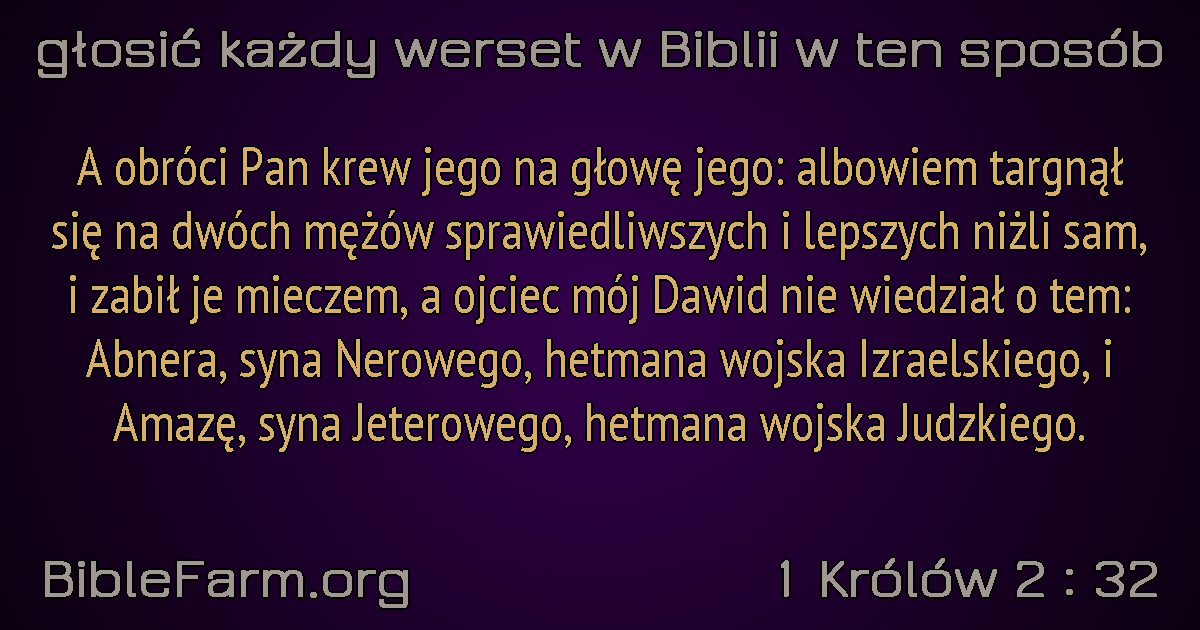 głosić każdy werset w Biblii w ten sposób
A obróci Pan krew jego na głowę jego: albowiem targnął
się na dwóch mężów sprawiedliwszych i lepszych niżli sam,
i zabił je mieczem, a ojciec mój Dawid nie wiedział o tem:
Abnera, syna Nerowego, hetmana wojska Izraelskiego, i
Amazę, syna Jeterowego, hetmana wojska Judzkiego.
BibleFarm.org
1 Królów 2 : 32